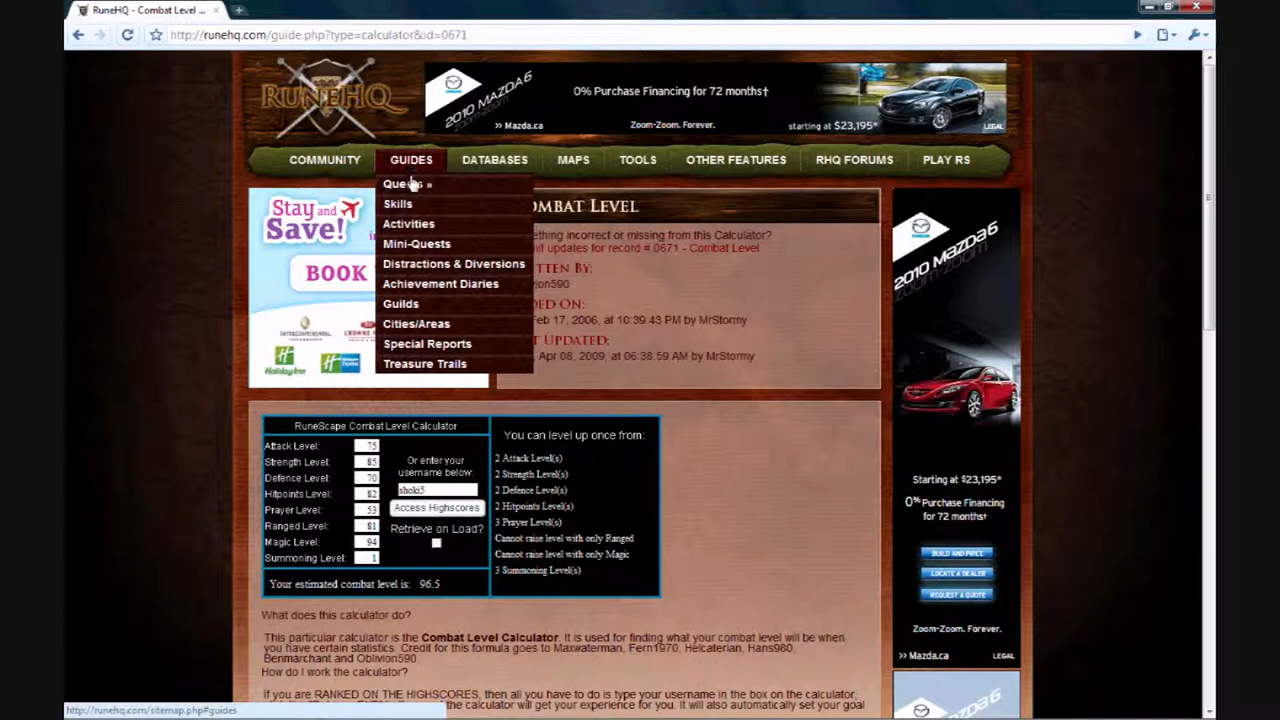 RuneHQ - Combat Level ...
http://runehq.com/guide.php?type=calculator&id=0671
RUNEHQ
2010 MAZDA6
>> Mazda.ca
0% Purchase Financing for 72 months†
Zoom-Zoom. Forever.
starting at $23,195*
LEGAL
COMMUNITY
GUIDES
DATABASES
MAPS
TOOLS
OTHER FEATURES
RHQ FORUMS
PLAY RS
Stay and
Save!
BOOK
Holiday Inn
Quests »
Skills
Activities
Mini-Quests
Distractions & Diversions
Achievement Diaries
Guilds
Cities/Areas
Special Reports
Treasure Trails
OMBAT LEVEL
ething incorrect or missing from this Calculator?
it updates for record # 0671 - Combat Level
TTEN BY:
ivion590
DED ON:
Feb 17, 2006, at 10:39:43 PM by MrStormy
T UPDATED:
, Apr 08, 2009, at 06:38:59 AM by MrStormy
RuneScape Combat Level Calculator
Attack Level: 75
Strength Level: 85
Defence Level: 70
Hitpoints Level: 82
Prayer Level: 53
Ranged Level: 81
Magic Level: 94
Summoning Level: 1
Or enter your
username below:
shoki5
Access Highscores
Retrieve on Load?
Your estimated combat level is: 96.5
You can level up once from:
2 Attack Level(s)
2 Strength Level(s)
2 Defence Level(s)
2 Hitpoints Level(s)
3 Prayer Level(s)
Cannot raise level with only Ranged
Cannot raise level with only Magic
3 Summoning Level(s)
What does this calculator do?
This particular calculator is the Combat Level Calculator. It is used for finding what your combat level will be when
you have certain statistics. Credit for this formula goes to Maxwaterman, Fern1970, Helcaterian, Hans980,
Benmarchant and Oblivion590.
How do I work the calculator?
If you are RANKED ON THE HIGHSCORES, then all you have to do is type your username in the box on the calculator,
the calculator will get your experience for you. It will also automatically set your goal
2010 MAZDA6
Starting at $23,195*
0% Purchase Financing
for 72 months†
BUILD AND PRICE
LOCATE A DEALER
REQUEST A QUOTE
Zoom-Zoom. Forever.
>> Mazda.ca
LEGAL
http://runehq.com/sitemap.php#guides